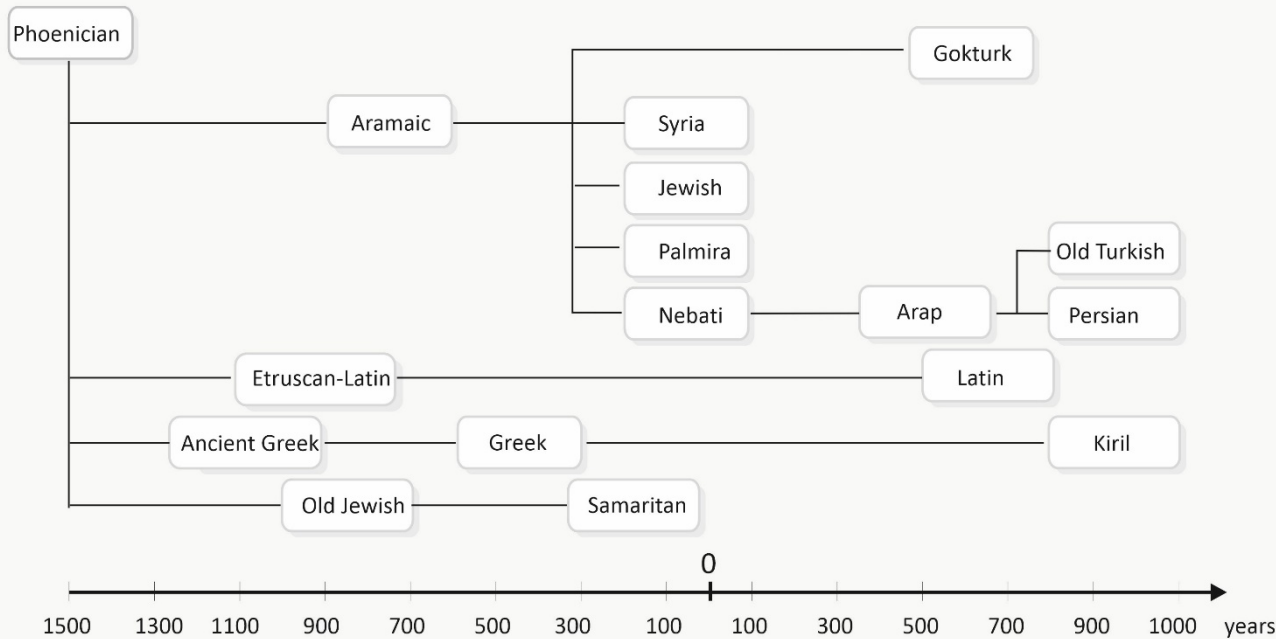 Phoenician
Gokturk
Aramaic
Syria
Jewish
Palmira
Old Turkish
Nebati
Arap
Persian
Etruscan-Latin
Latin
Ancient Greek
Greek
Kiril
Old Jewish
Samaritan
0
1500 1300 1100 900 700 500 300 100 100 300 500 700 900 1000 years